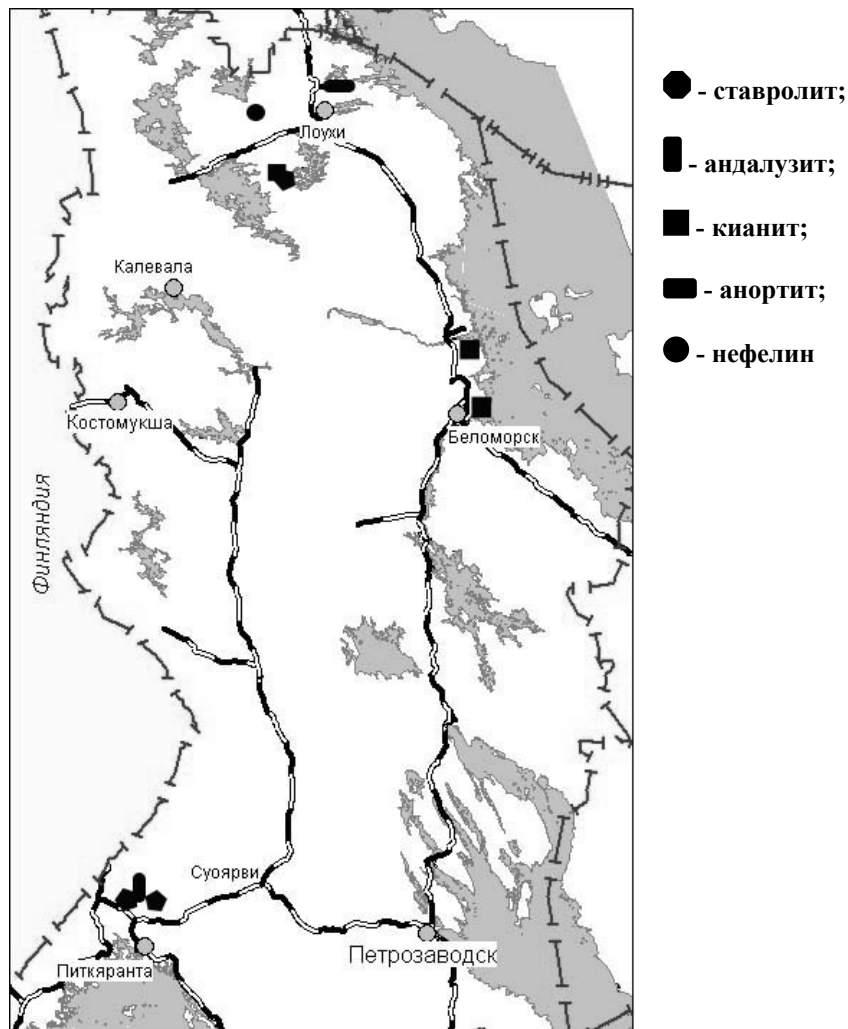 - ставролит;
- андалузит;
- кианит;
- анортит;
- нефелин
Лоухи
Калевала
Костомукша
Беломорск
Финляндия
Суоярви
Петрозаводск
Питкяранта